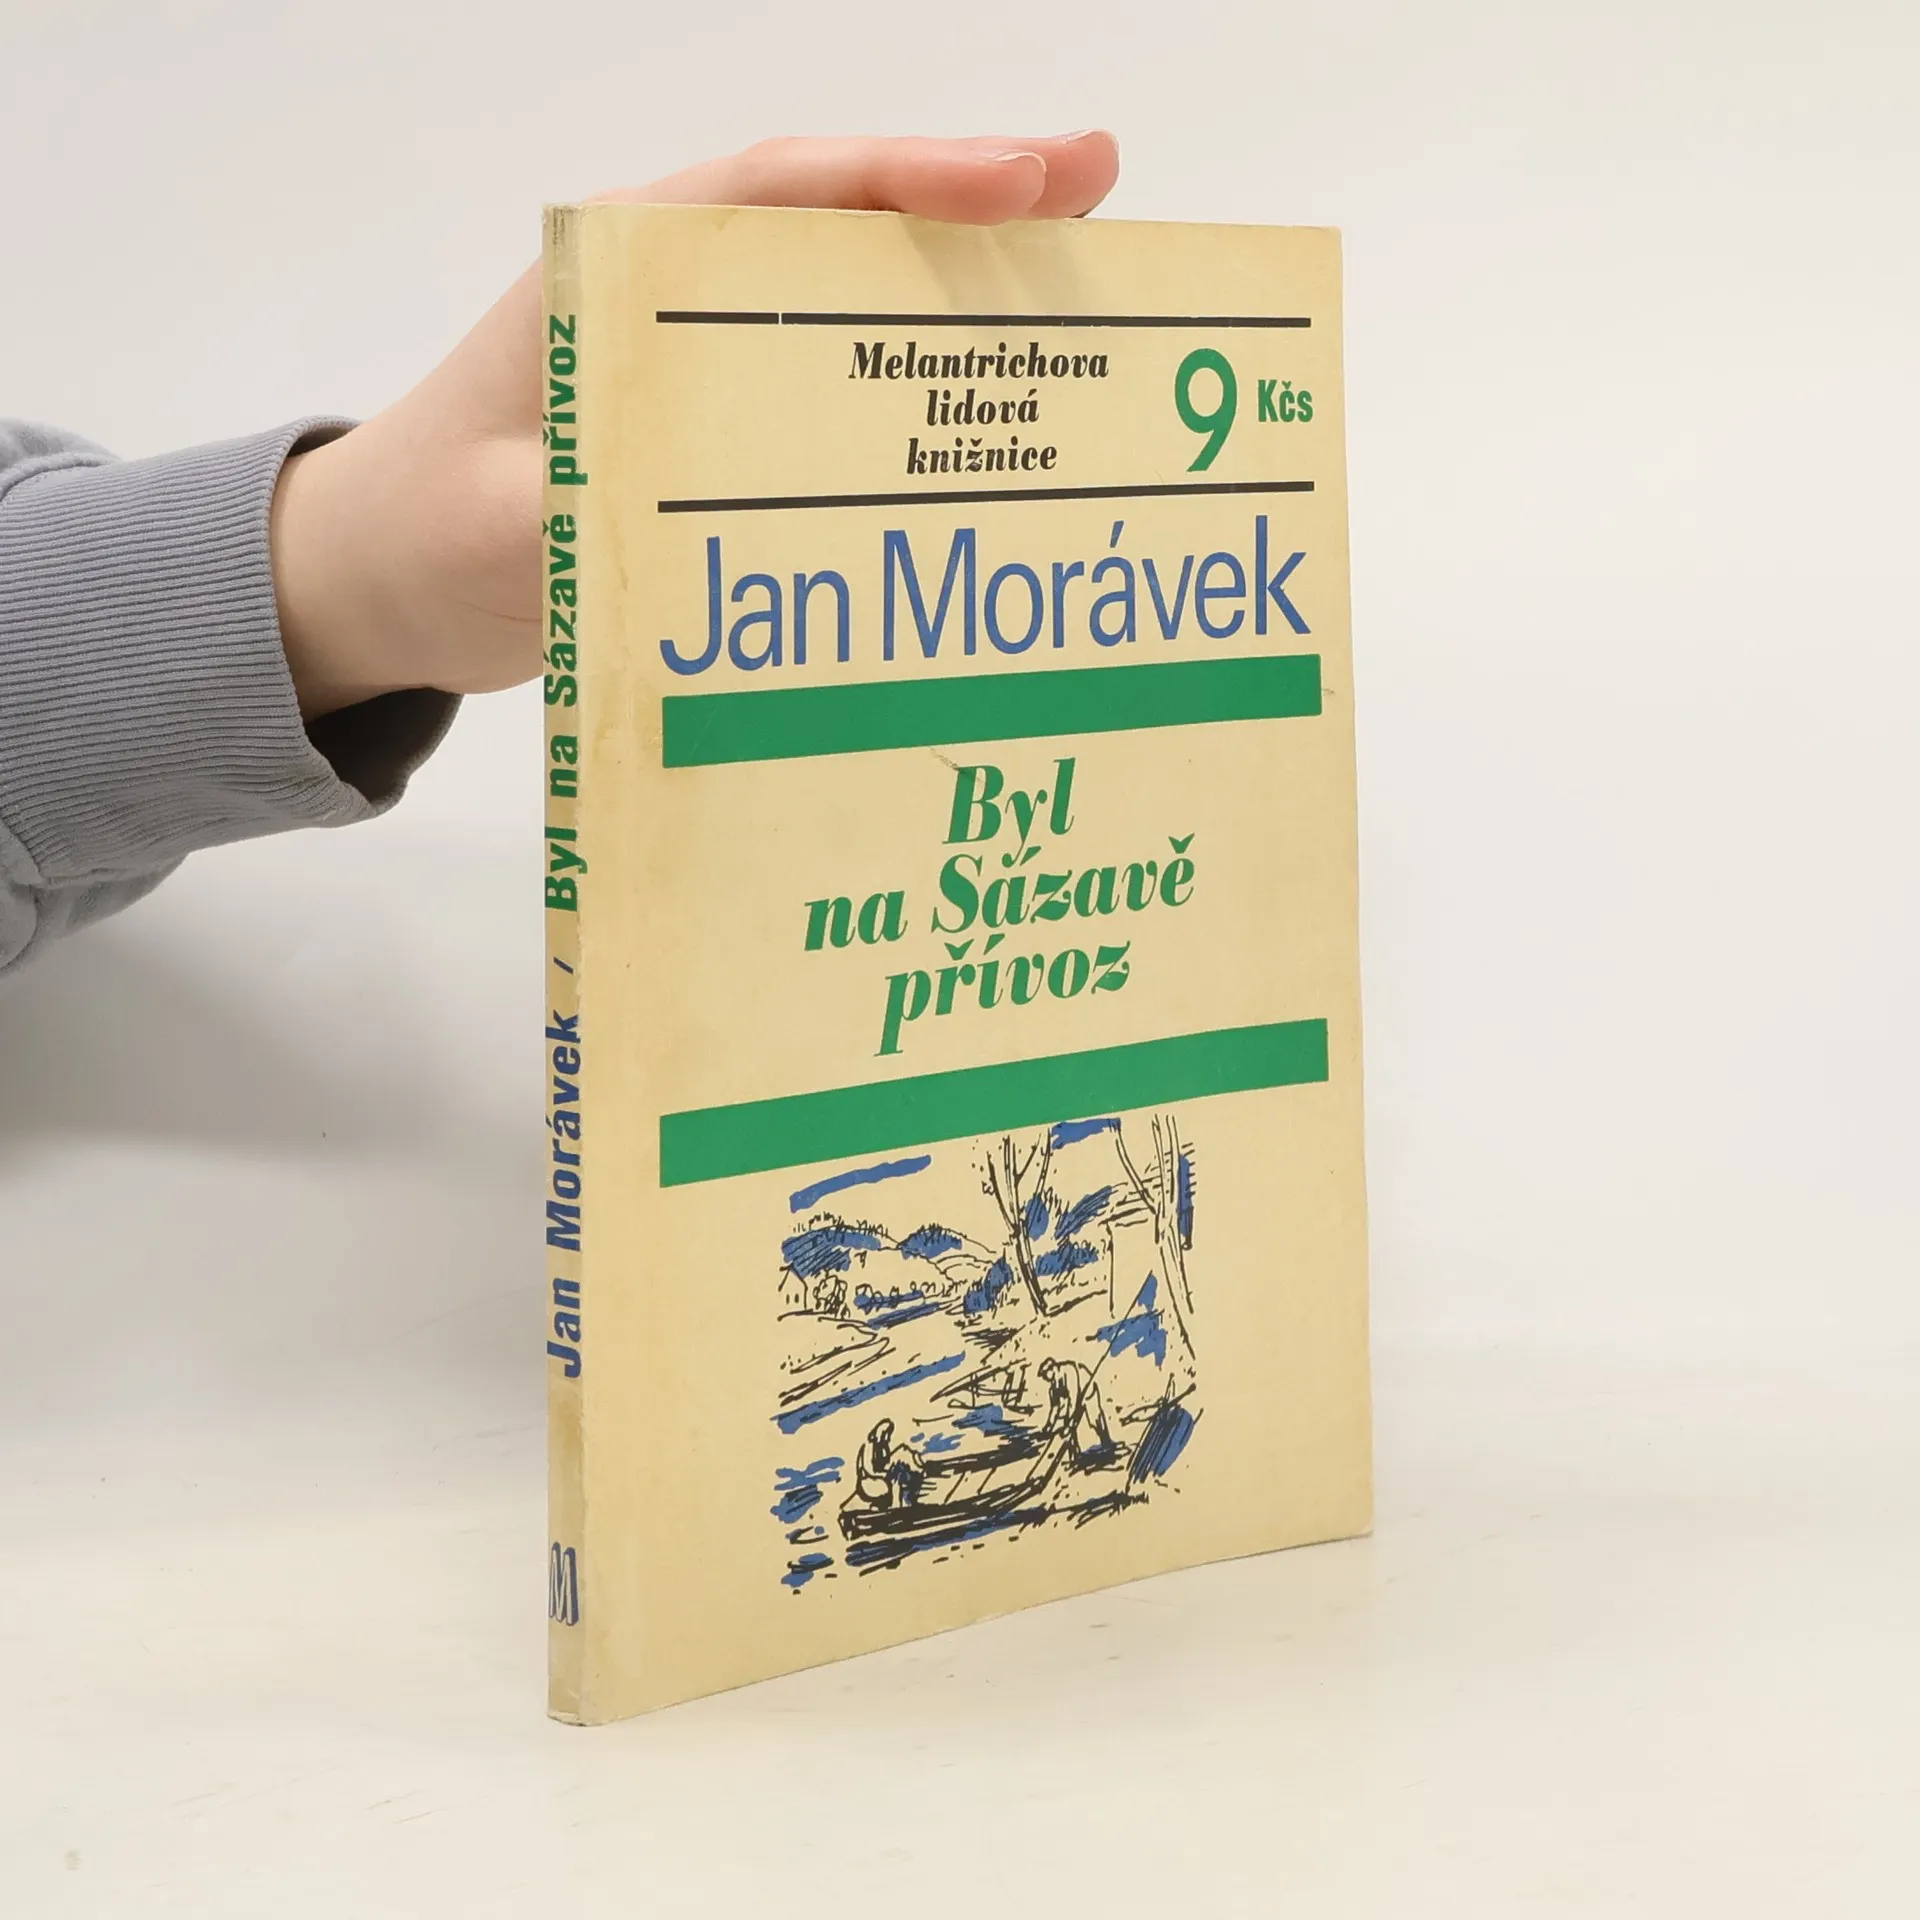 Melantrichova
lidová
knižnice
9 Kčs
Jan Morávek
Byl
na Sázavě
přívoz
Jan Morávek / Byl na Sázavě přívoz
M